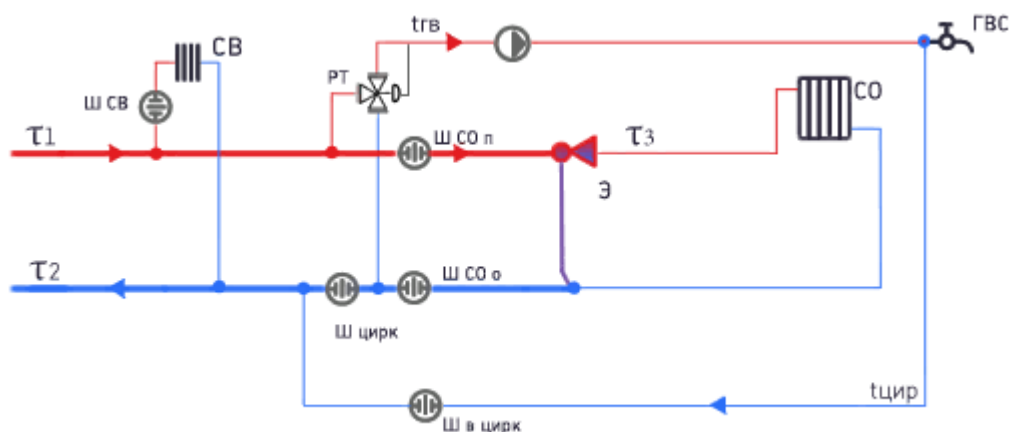 tгв
ГВС
СВ
РТ
Ш СВ
СО
τ1
Ш СО п
τ3
Э
τ2
Ш СО о
Ш цирк
tцир
Ш в цирк